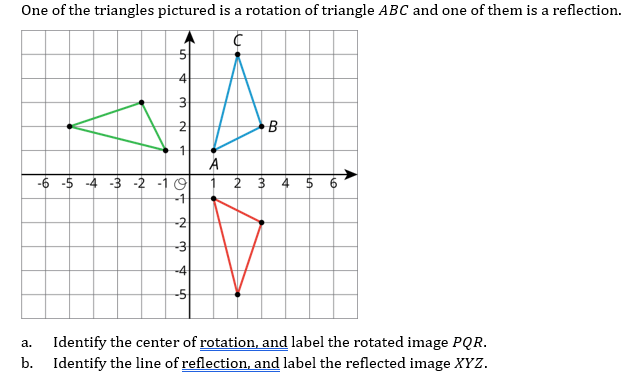 One of the triangles pictured is a rotation of triangle ABC and one of them is a reflection.
C
5
4
3
2
B
1
A
-6 -5 -4 -3 -2 -1 O 1 2 3 4 5 6
-1
-2
-3
-4
-5
a. Identify the center of rotation, and label the rotated image PQR.
b. Identify the line of reflection, and label the reflected image XYZ.